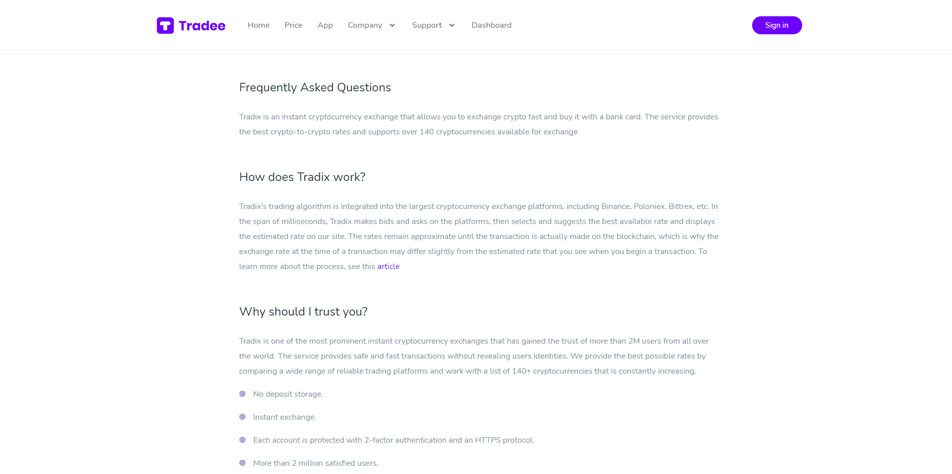 Tradee
Home Price App Company Support Dashboard
Sign in
Frequently Asked Questions
Tradix is an instant cryptocurrency exchange that allows you to exchange crypto fast and buy it with a bank card. The service provides
the best crypto-to-crypto rates and supports over 140 cryptocurrencies available for exchange
How does Tradix work?
Tradix's trading algorithm is integrated into the largest cryptocurrency exchange platforms, including Binance, Poloniex, Bittrex, etc. In
the span of milliseconds, Tradix makes bids and asks on the platforms, then selects and suggests the best available rate and displays
the estimated rate on our site. The rates remain approximate until the transaction is actually made on the blockchain, which is why the
exchange rate at the time of a transaction may differ slightly from the estimated rate that you see when you begin a transaction. To
learn more about the process, see this article
Why should I trust you?
Tradix is one of the most prominent instant cryptocurrency exchanges that has gained the trust of more than 2M users from all over
the world. The service provides safe and fast transactions without revealing users identities. We provide the best possible rates by
comparing a wide range of reliable trading platforms and work with a list of 140+ cryptocurrencies that is constantly increasing.
No deposit storage.
Instant exchange.
Each account is protected with 2-factor authentication and an HTTPS protocol.
More than 2 million satisfied users.